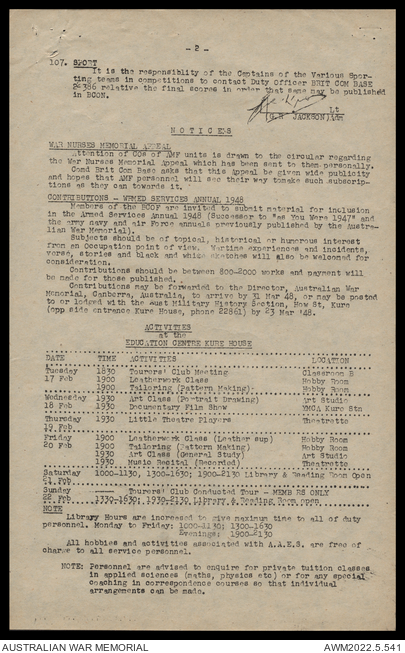 - 2 -
107. SPORT
It is the responsiblity of the Captains of the Various Spor-
ting teams in competitions to contact Duty Officer BRIT COM BASE
24386 relative the final scores in order that same may be published
in BCON.
Lt
JACKSON)
N O T I C E S
WAR NURSES MEMORIAL APPEAL
Attention of COs of AMF units is drawn to the circular regarding
the War Nurses Memorial Appeal which has been sent to them personally.
Comd Brit Com Base asks that this Appeal be given wide publicity
and hopes that AMF personnel will see their way tomake such subscrip-
tions as they can towards it.
CONTRIBUTIONS - ARMED SERVICES ANNUAL 1948
Members of the BCOF are invited to submit material for inclusion
in the Armed Services Annual 1948 (Successor to "as You Were 1947" and
the army navy and air Force annuals previously published by the Austra-
lian War Memorial).
Subjects should be of topical, historical or humorous interest
from an Occupation point of view. Wartime experiences and incidents,
verse, stories and black and which sketches will also be welcomed for
consideration.
Contributions should be between 800-2000 works and payment will
be made for those published.
Contributions may be forwarded to the Director, Australian War
Memorial, Canberra, Australia, to arrive by 31 Mar 48, or may be posted
to or lodged with the Aust Military History Section, How St, Kure
(opp side entrance Kure House, phone 22861) by 23 Mar '48.
ACTIVITIES
at the
EDUCATION CENTRE KURE HOUSE
DATE TIME ACTIVITIES LOCATION
Tuesday 1830 Tourers' Club Meeting Classroom B
17 Feb 1900 Leatherwork Class Hobby Room
1900 Tailoring (Pattern Making) Hobby Room
Wednesday 1930 Art Class (Portrait Drawing) Art Studio
18 Feb 1930 Documentary Film Show YMCA Kure Stn
Thursday 1930 Little Theatre Players Theatrette
19 Feb
Friday 1900 Leatherwork Class (Leather sup) Hobby Room
20 Feb 1900 Tailoring (Pattern Making) Hobby Room
1930 Art Class (General Study) Art Studio
1930 Music Recital (Recorded) Theatrette
Saturday 1000-1130, 1300-1630; 1900-2130 Library & Reading Room Open
21 Feb
Sunday Tourers' Club Conducted Tour - MEMBERS ONLY
22 Feb 1330-1630; 1930-2130 Library & Reading Room open
NOTE
Library Hours are increased to give maximum time to all of duty
personnel. Monday to Friday: 1000-1130; 1300-1630
Evenings: 1900-2130
All hobbies and activities associated with A.A.E.S. are free of
charge to all service personnel.
NOTE: Personnel are advised to enquire for private tuition classes
in applied sciences (maths, physics etc) or for any special
coaching in correspondence courses so that individual
arrangements can be made.
AUSTRALIAN WAR MEMORIAL AWM2022.5.541